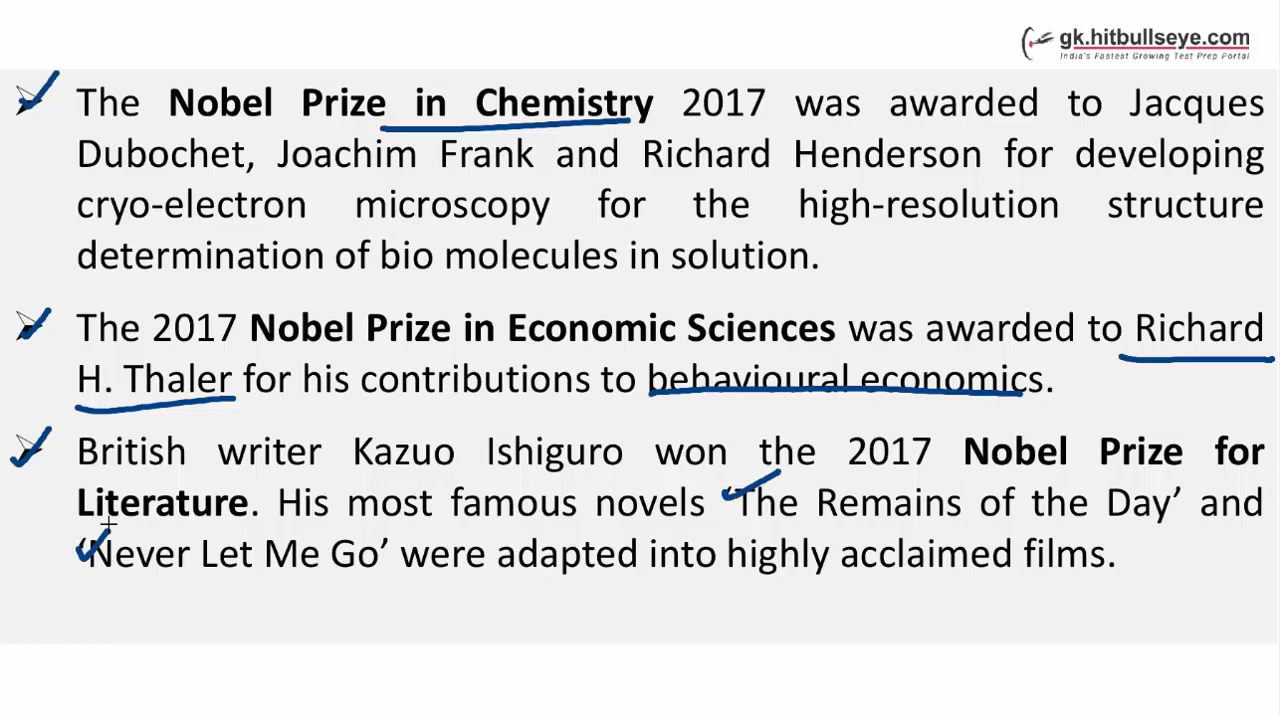 gk.hitbullseye.com
India's Fastest Growing Test Prep Portal
The Nobel Prize in Chemistry 2017 was awarded to Jacques
Dubochet, Joachim Frank and Richard Henderson for developing
cryo-electron microscopy for the high-resolution structure
determination of bio molecules in solution.
The 2017 Nobel Prize in Economic Sciences was awarded to Richard
H. Thaler for his contributions to behavioural economics.
British writer Kazuo Ishiguro won the 2017 Nobel Prize for
Literature. His most famous novels ‘The Remains of the Day’ and
‘Never Let Me Go’ were adapted into highly acclaimed films.